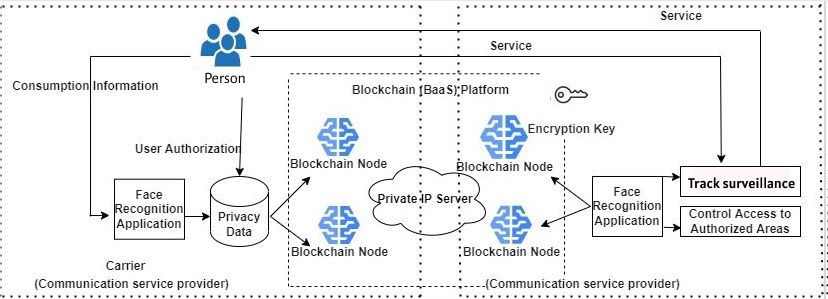 Service
Service
Consumption Information
Person
Blockchain (BaaS) Platform
Encryption Key
User Authorization
Blockchain Node
Blockchain Node
Face
Recognition
Application
Privacy
Data
Private IP Server
Face
Recognition
Application
Track surveillance
Control Access to
Authorized Areas
Blockchain Node
Blockchain Node
Carrier
(Communication service provider)
(Communication service provider)